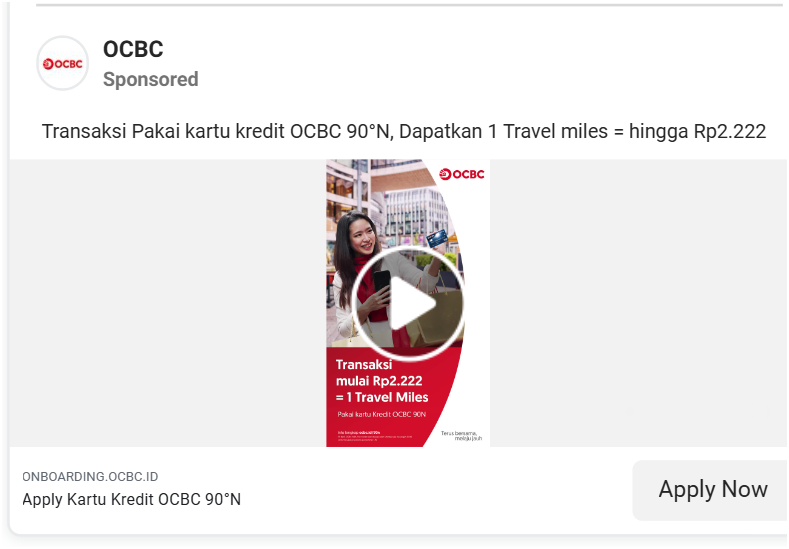 OCBC
OCBC
Sponsored
Transaksi Pakai kartu kredit OCBC 90°N, Dapatkan 1 Travel miles = hingga Rp2.222
OCBC
Transaksi
mulai Rp2.222
= 1 Travel Miles
Pakai kartu Kredit OCBC 90N
Terus bersama,
melaju jauh
ONBOARDING.OCBC.ID
Apply Kartu Kredit OCBC 90°N
Apply Now